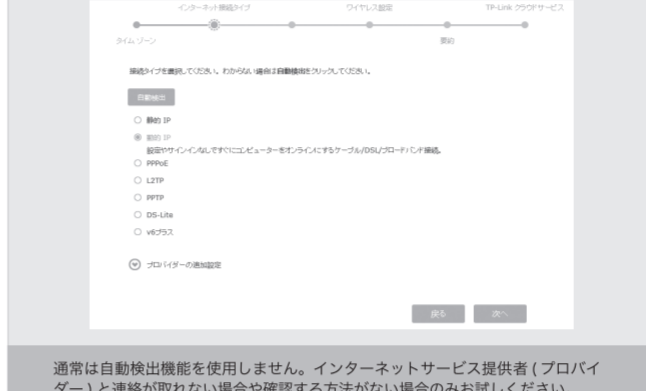 インターネット接続タイプ ワイヤレス設定 TP-Link クラウドサービス
タイム ゾーン 要約
接続タイプを選択してください。わからない場合は自動検出をクリックしてください。
自動検出
静的 IP
動的 IP
設定やサインインなしですぐにコンピューターをオンラインにするケーブル/DSL/ブロードバンド接続。
PPPoE
L2TP
PPTP
DS-Lite
v6プラス
プロバイダーの追加設定
戻る 次へ
通常は自動検出機能を使用しません。インターネットサービス提供者 ( プロバイ
ダー ) と連絡が取れない場合や確認する方法がない場合のみお試しください